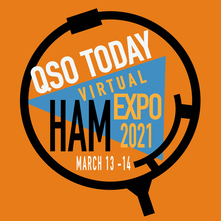 QSO TODAY
VIRTUAL
HAM EXPO
2021
MARCH 13 -14